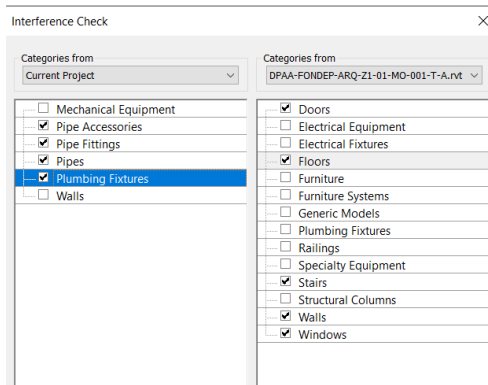 Interference Check
Categories from
Current Project
Mechanical Equipment
Pipe Accessories
Pipe Fittings
Pipes
Plumbing Fixtures
Walls
Categories from
DPAA-FONDEP-ARQ-Z1-01-MO-001-T-A.rvt
Doors
Electrical Equipment
Electrical Fixtures
Floors
Furniture
Furniture Systems
Generic Models
Plumbing Fixtures
Railings
Specialty Equipment
Stairs
Structural Columns
Walls
Windows